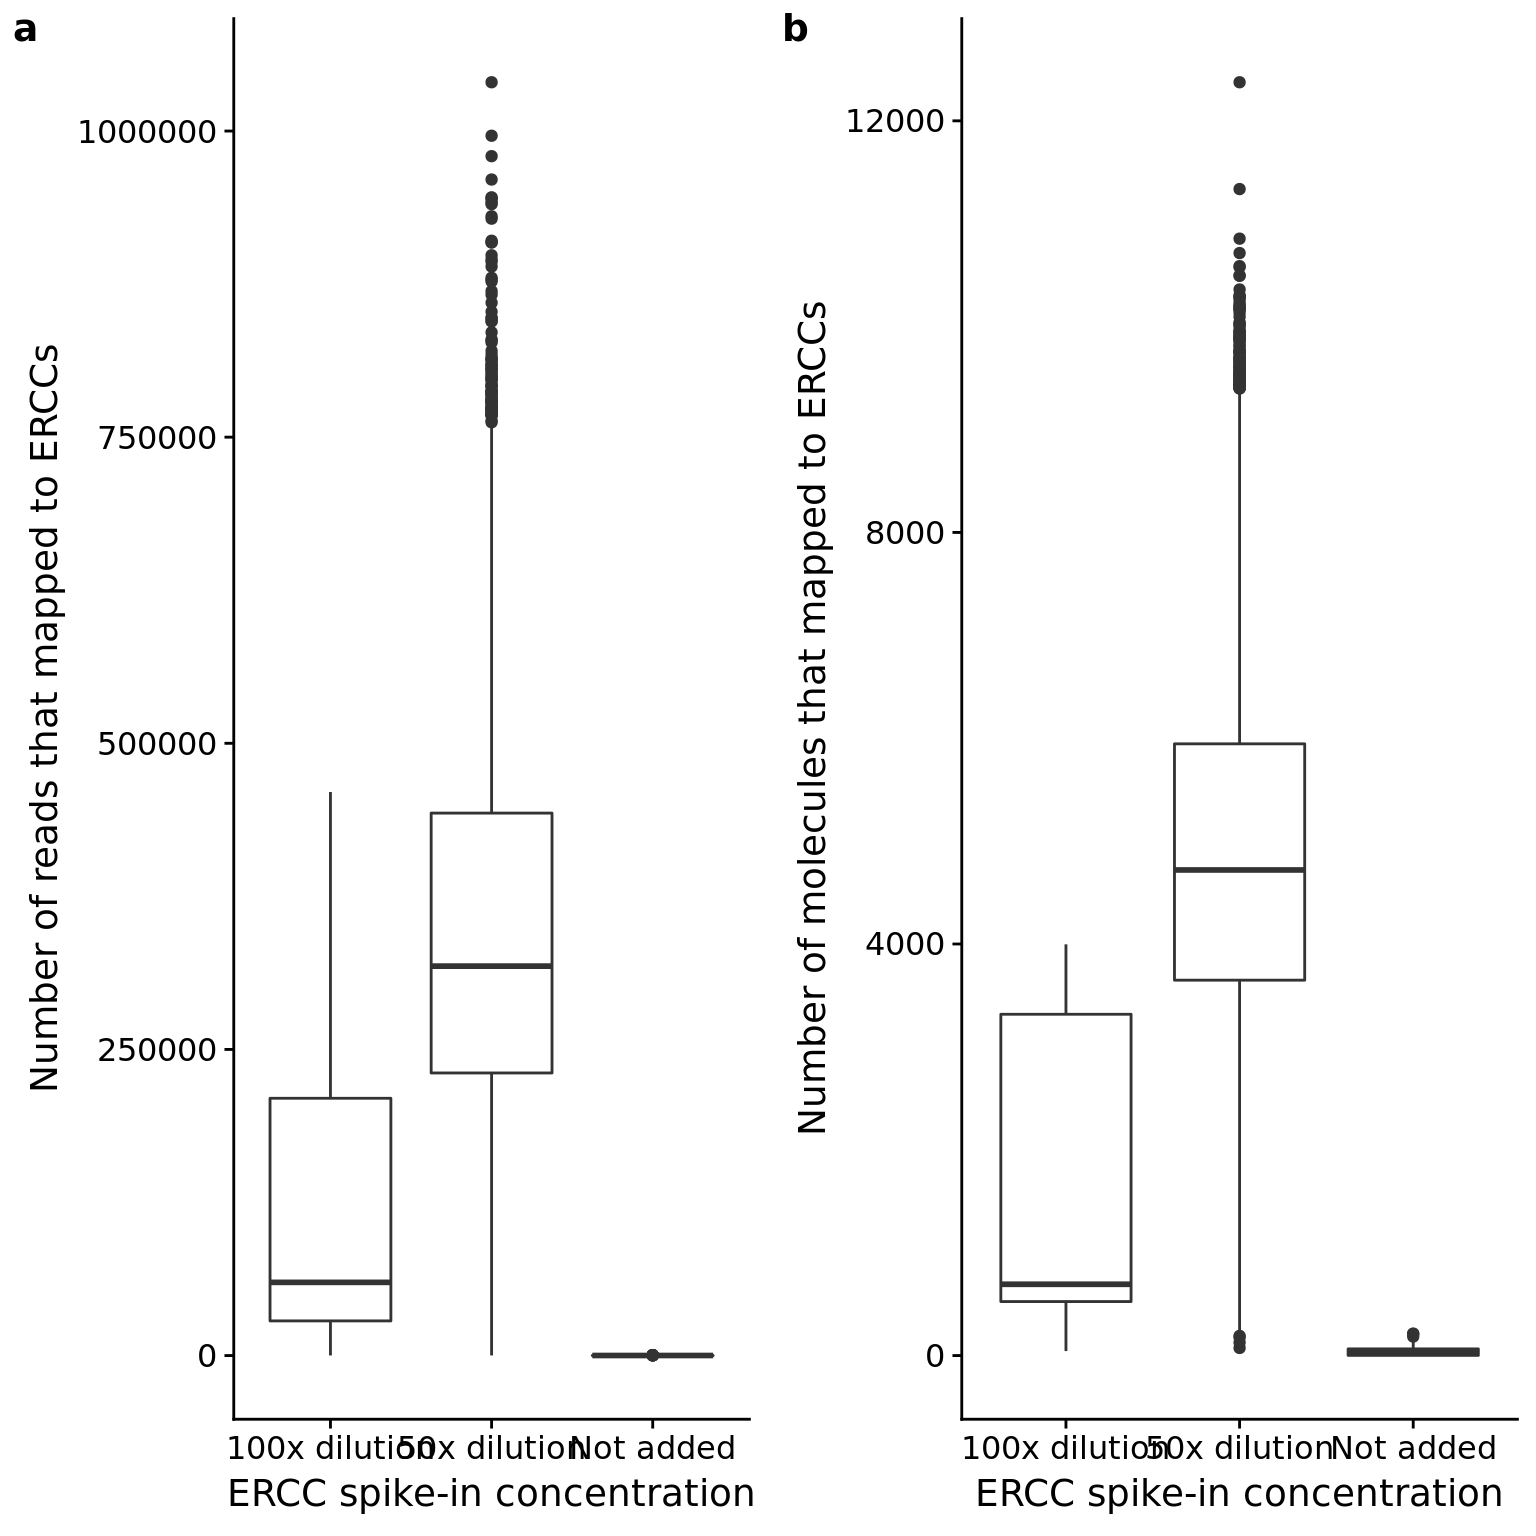 a
Number of reads that mapped to ERCCs
1000000
750000
500000
250000
0
100x dilution
50x dilution
Not added
ERCC spike-in concentration
b
Number of molecules that mapped to ERCCs
12000
8000
4000
0
100x dilution
50x dilution
Not added
ERCC spike-in concentration